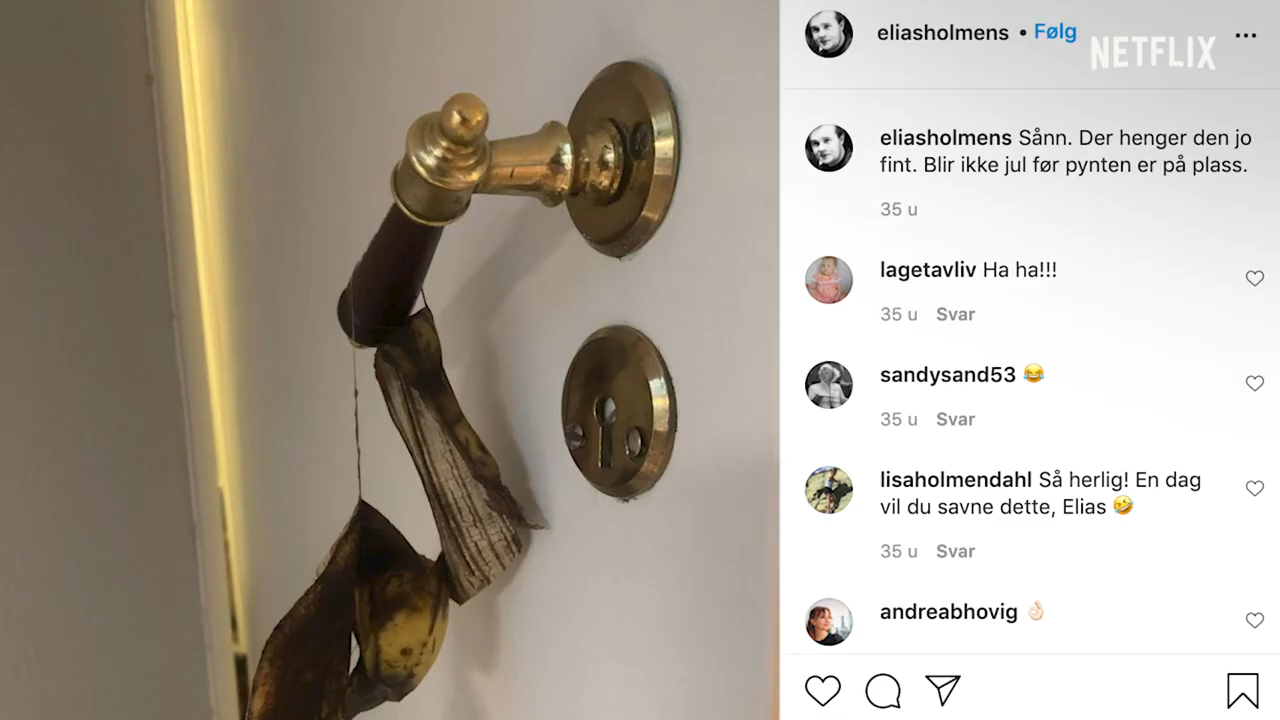 eliasholmens • Følg
NETFLIX
eliasholmens Sånn. Der henger den jo
fint. Blir ikke jul før pynten er på plass.
35 u
lagetavliv Ha ha!!!
35 u Svar
sandysand53 😂
35 u Svar
lisaholmendahl Så herlig! En dag
vil du savne dette, Elias 🤣
35 u Svar
andreabhovig 👌🏻